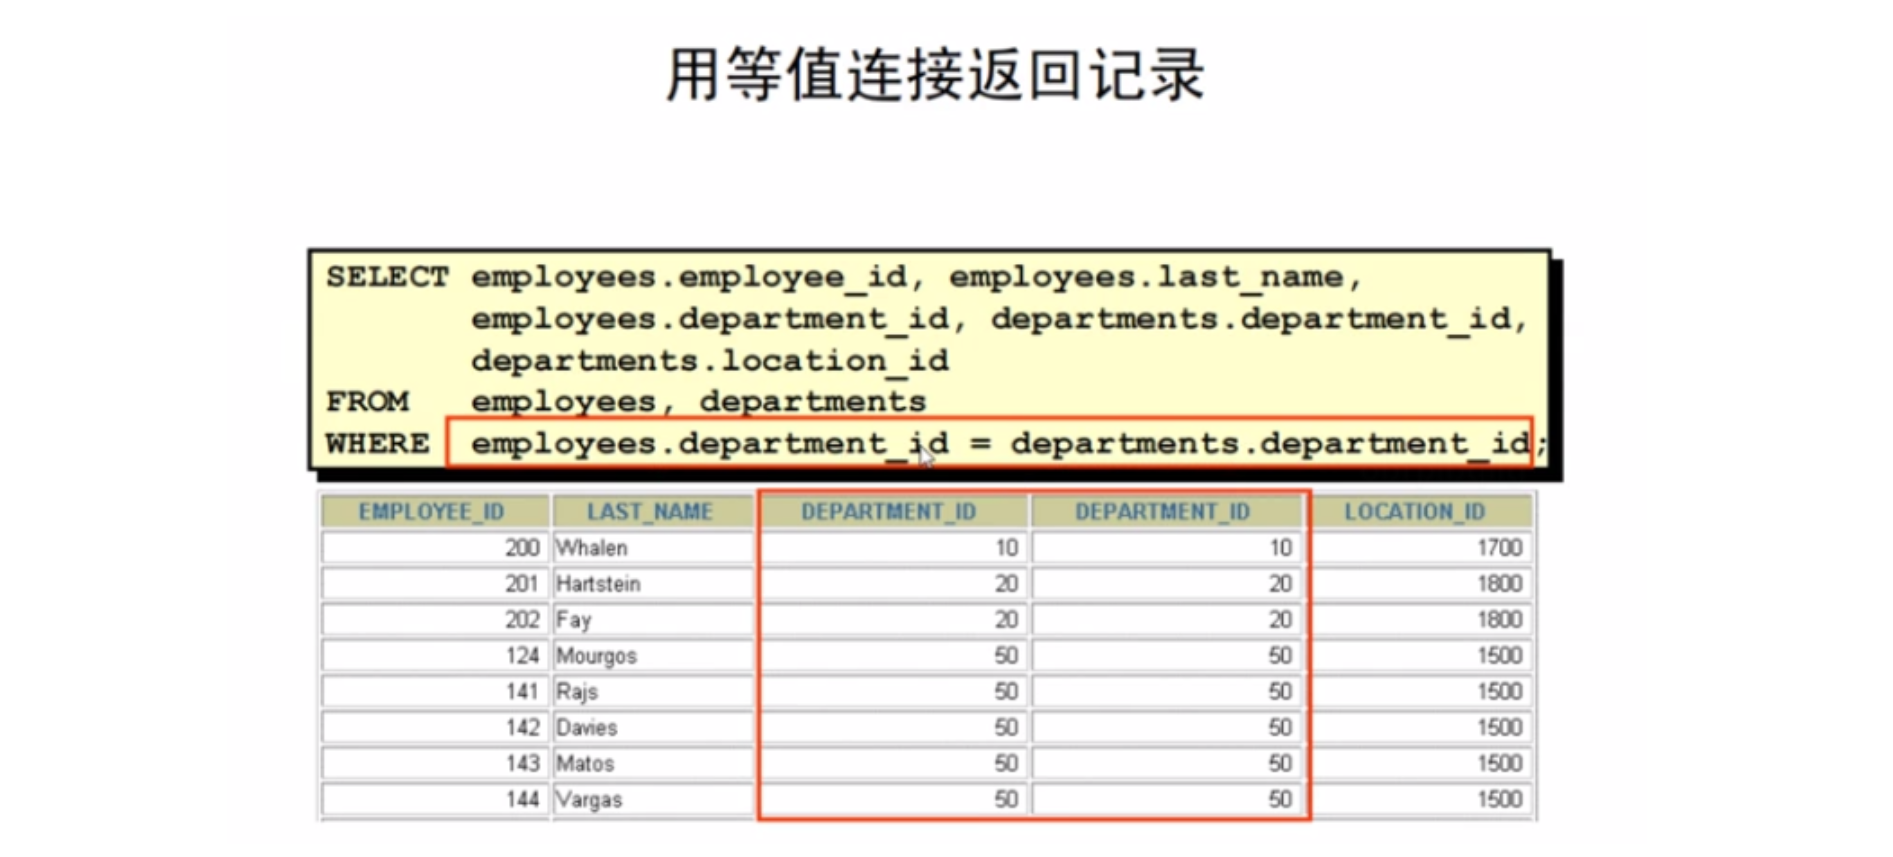 用等值连接返回记录
SELECT employees.employee_id, employees.last_name,
employees.department_id, departments.department_id,
departments.location_id
FROM employees, departments
WHERE employees.department_id = departments.department_id;
EMPLOYEE_ID LAST_NAME DEPARTMENT_ID DEPARTMENT_ID LOCATION_ID
200 Whalen 10 10 1700
201 Hartstein 20 20 1800
202 Fay 20 20 1800
124 Mourgos 50 50 1500
141 Rajs 50 50 1500
142 Davies 50 50 1500
143 Matos 50 50 1500
144 Vargas 50 50 1500